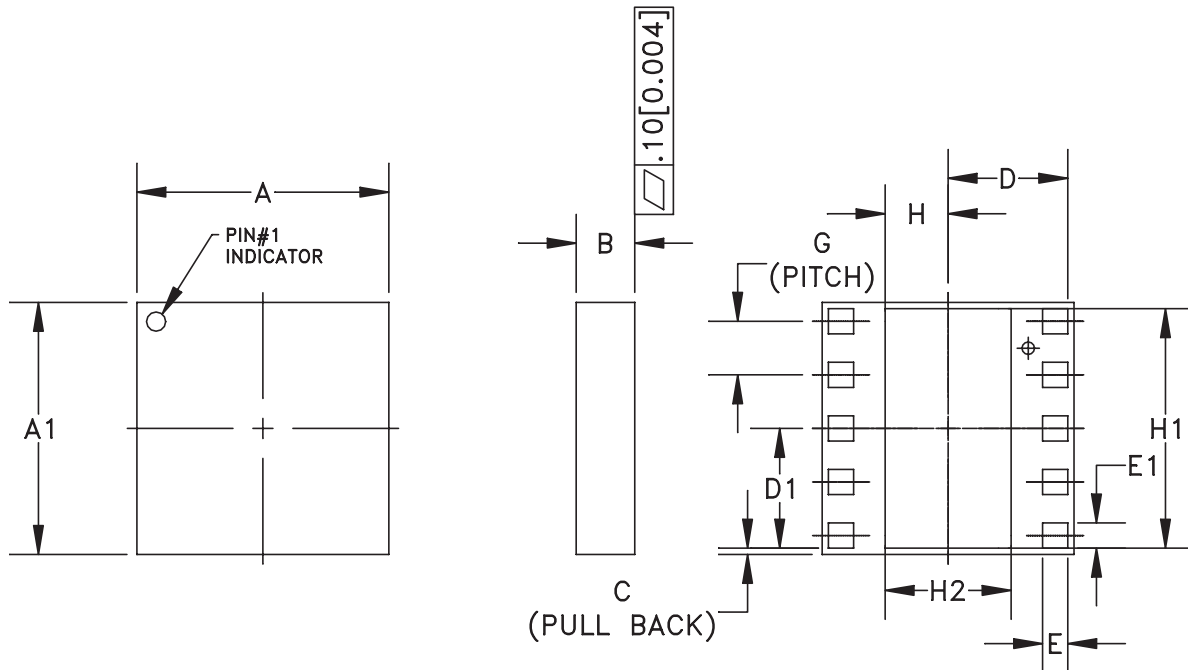 A
PIN#1
INDICATOR
A1
.10[0.004]
B
D
H
G
(PITCH)
D1
H1
E1
C
(PULL BACK)
H2
E